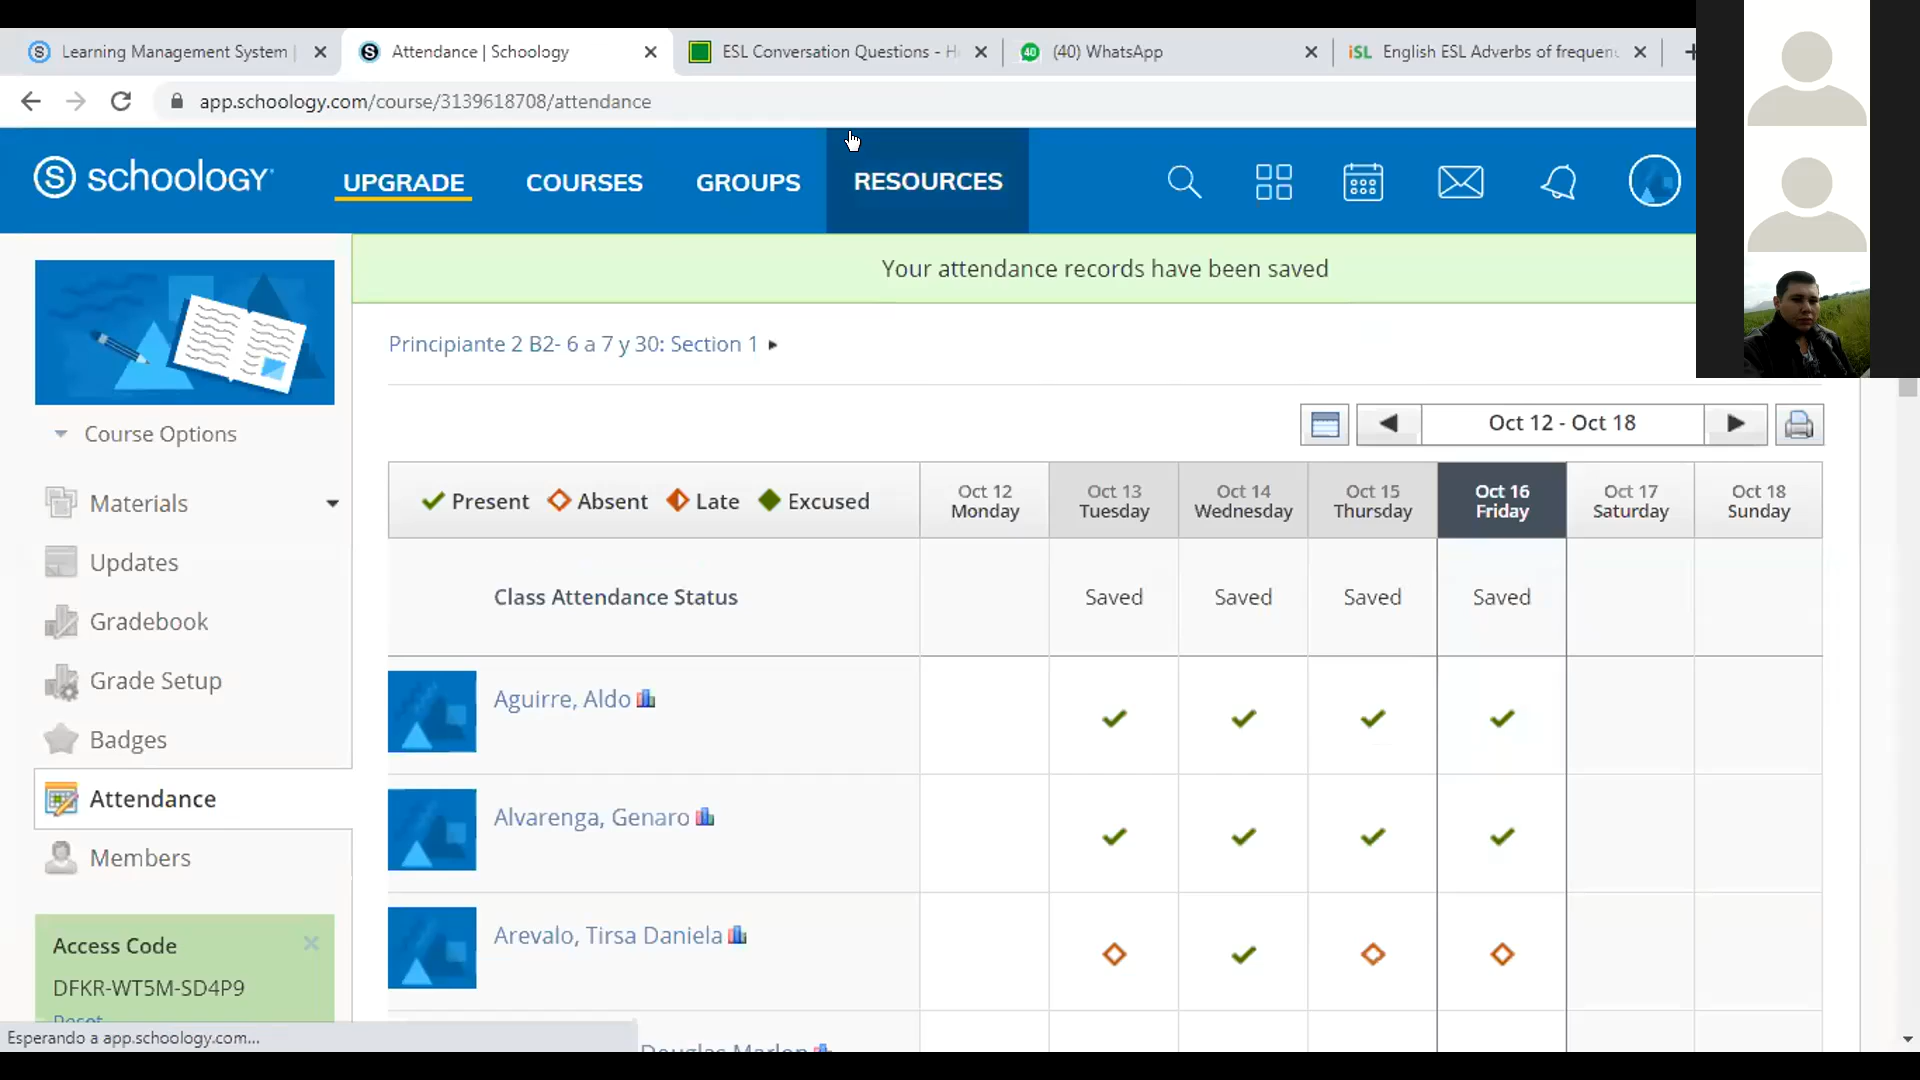 Learning Management System |
Attendance | Schoology
ESL Conversation Questions - H
40
(40) WhatsApp
iSL
English ESL Adverbs of frequen
app.schoology.com/course/3139618708/attendance
S schoology
UPGRADE
COURSES
GROUPS
RESOURCES
Your attendance records have been saved
Principiante 2 B2- 6 a 7 y 30: Section 1
Course Options
Oct 12 - Oct 18
Materials
Updates
Gradebook
Grade Setup
Badges
Attendance
Members
Access Code
DFKR-WT5M-SD4P9
Reset
Present Absent Late Excused
Oct 12 Monday
Oct 13 Tuesday
Oct 14 Wednesday
Oct 15 Thursday
Oct 16 Friday
Oct 17 Saturday
Oct 18 Sunday
Class Attendance Status
Saved Saved Saved Saved
Aguirre, Aldo
Alvarenga, Genaro
Arevalo, Tirsa Daniela
Douglas Marlon
Esperando a app.schoology.com...